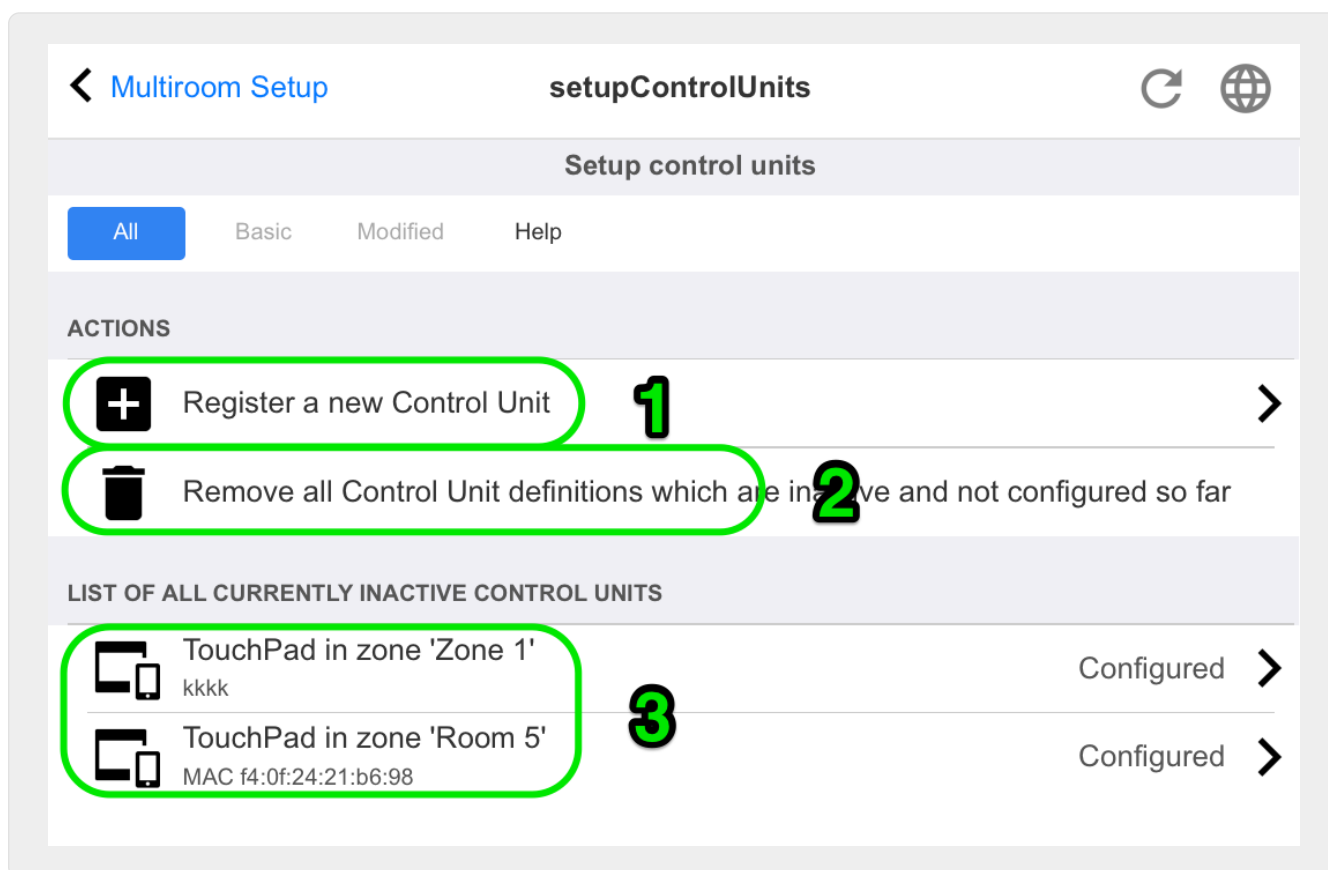 Multiroom Setup setupControlUnits
Setup control units
All Basic Modified Help
ACTIONS
Register a new Control Unit 1
Remove all Control Unit definitions which are inactive and not configured so far 2
LIST OF ALL CURRENTLY INACTIVE CONTROL UNITS
TouchPad in zone 'Zone 1' Configured
kkkk
3
TouchPad in zone 'Room 5' Configured
MAC f4:0f:24:21:b6:98